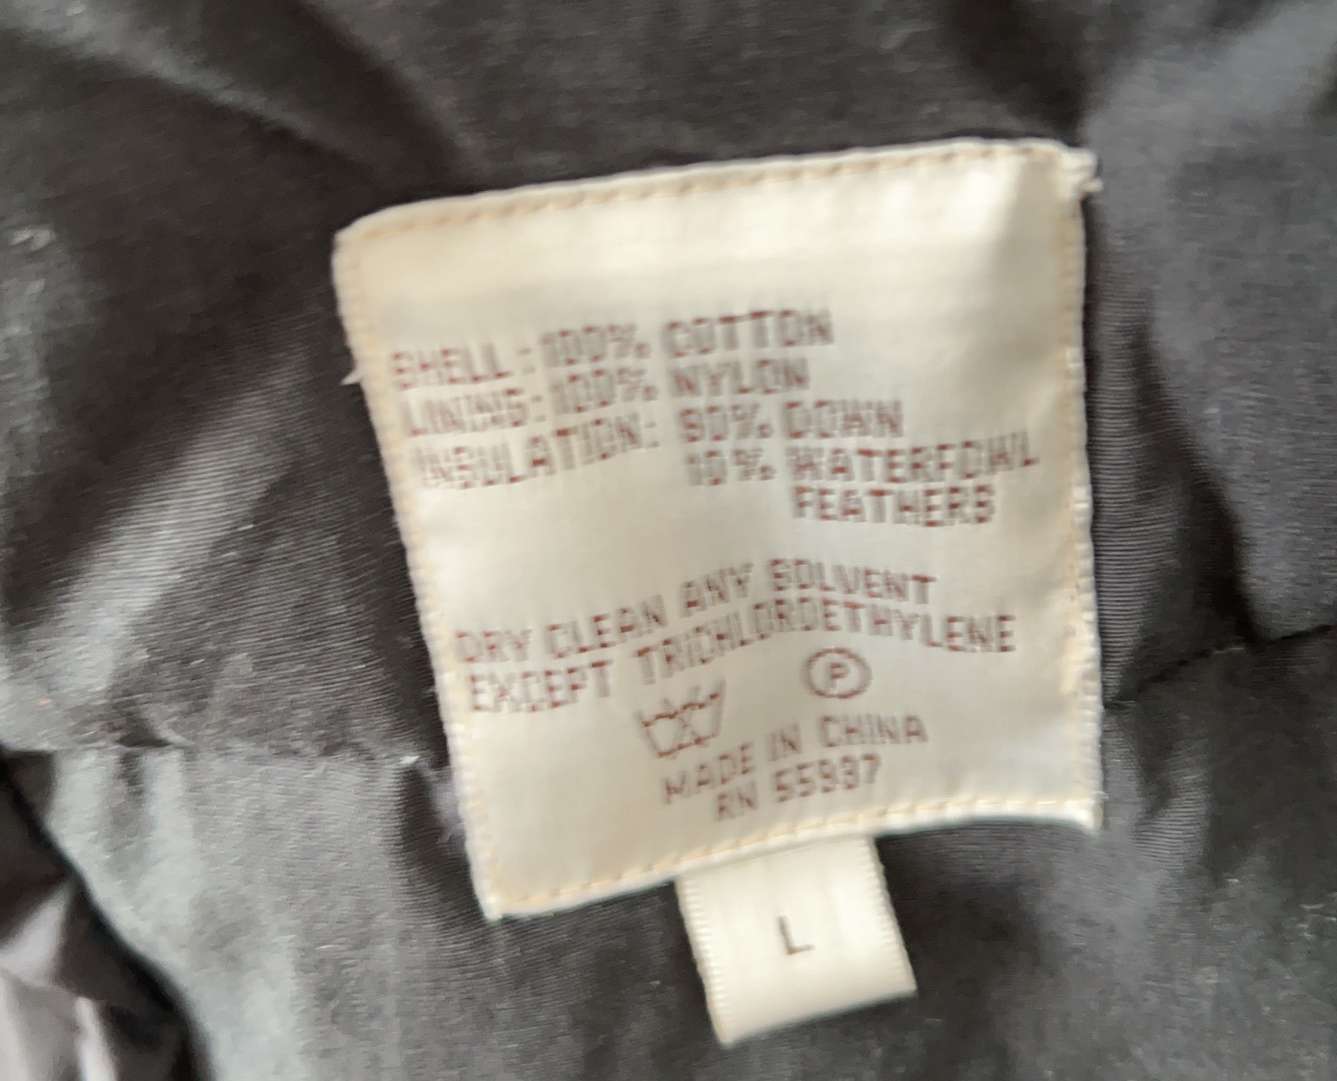 SHELL: 100% COTTON
LINING: 100% NYLON
INSULATION: 90% DOWN
10% WATERFOWL
FEATHERS
DRY CLEAN ANY SOLVENT
EXCEPT TRICHLOROETHYLENE
P
MADE IN CHINA
RN
L